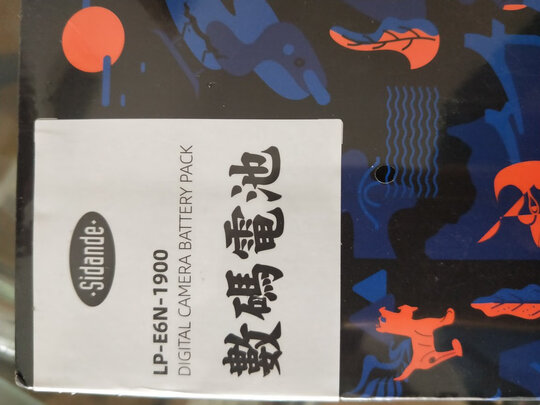 ·Sidande·
LP-E6N-1900
DIGITAL CAMERA BATTERY PACK
數碼電池